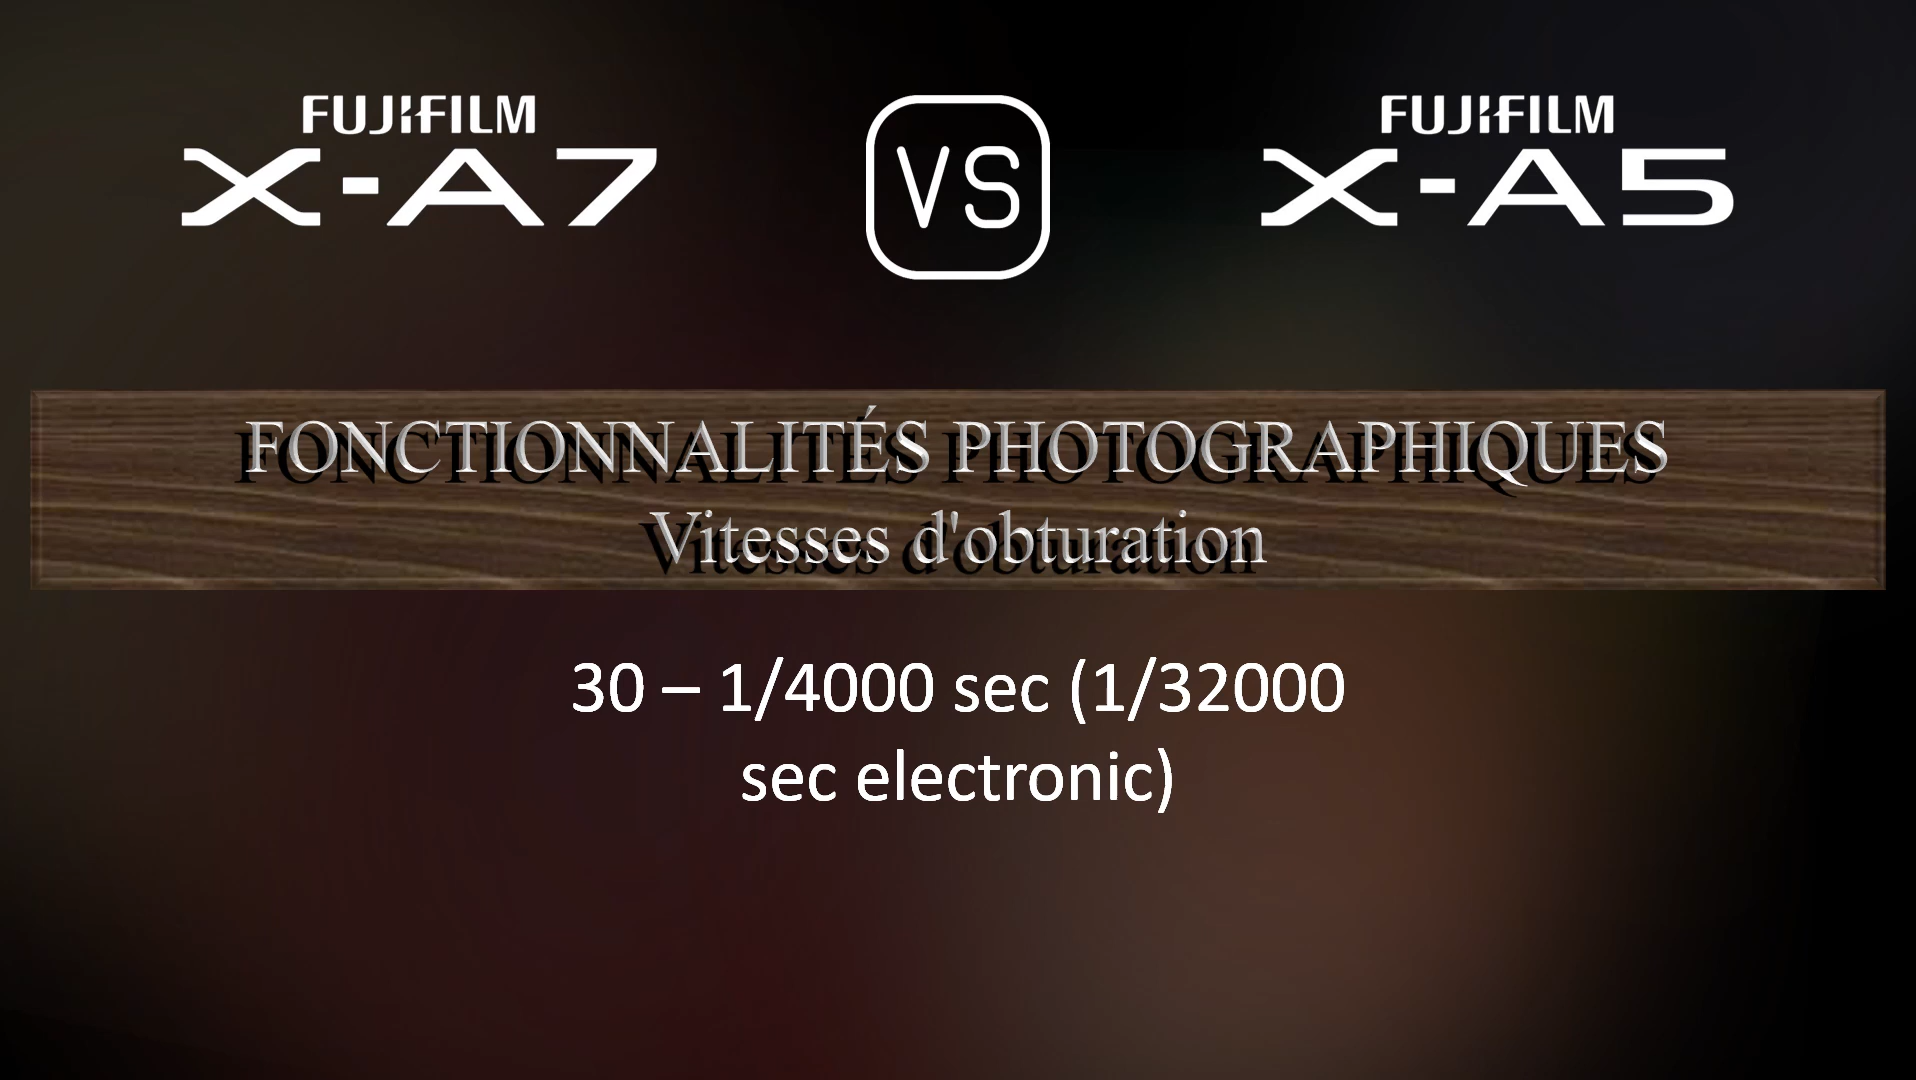 FUJIFILM
X-A7
VS
FUJIFILM
X-A5
FONCTIONNALITÉS PHOTOGRAPHIQUES
Vitesses d'obturation
30 – 1/4000 sec (1/32000
sec electronic)